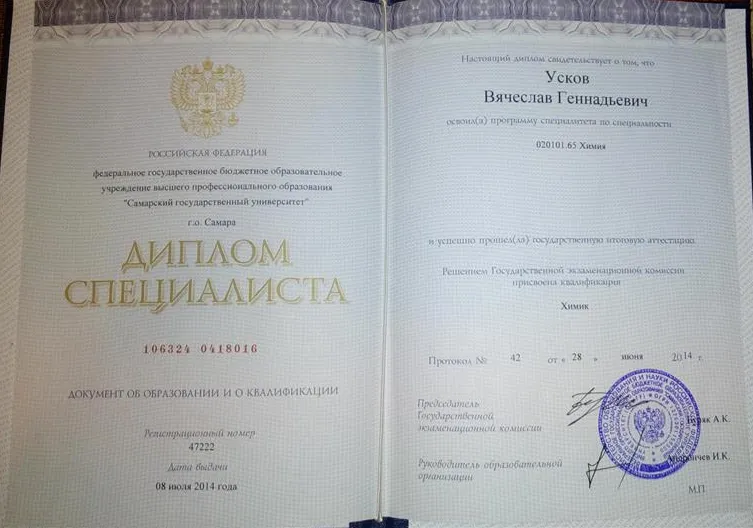 РОССИЙСКАЯ ФЕДЕРАЦИЯ
федеральное государственное бюджетное образовательное
учреждение высшего профессионального образования
"Самарский государственный университет"
г.о. Самара
ДИПЛОМ
СПЕЦИАЛИСТА
106324 0418016
ДОКУМЕНТ ОБ ОБРАЗОВАНИИ И О КВАЛИФИКАЦИИ
Регистрационный номер
47222
Дата выдачи
08 июля 2014 года
Настоящий диплом свидетельствует о том, что
Усков
Вячеслав Геннадьевич
освоил(а) программу специалитета по специальности
020101.65 Химия
и успешно прошел(ла) государственную итоговую аттестацию
Решением Государственной экзаменационной комиссии
присвоена квалификация
Химик
Протокол № 42 от « 28 » июня 2014 г.
Председатель
Государственной
экзаменационной комиссии
А.К.
Руководитель образовательной
организации
И.К.
М.П.